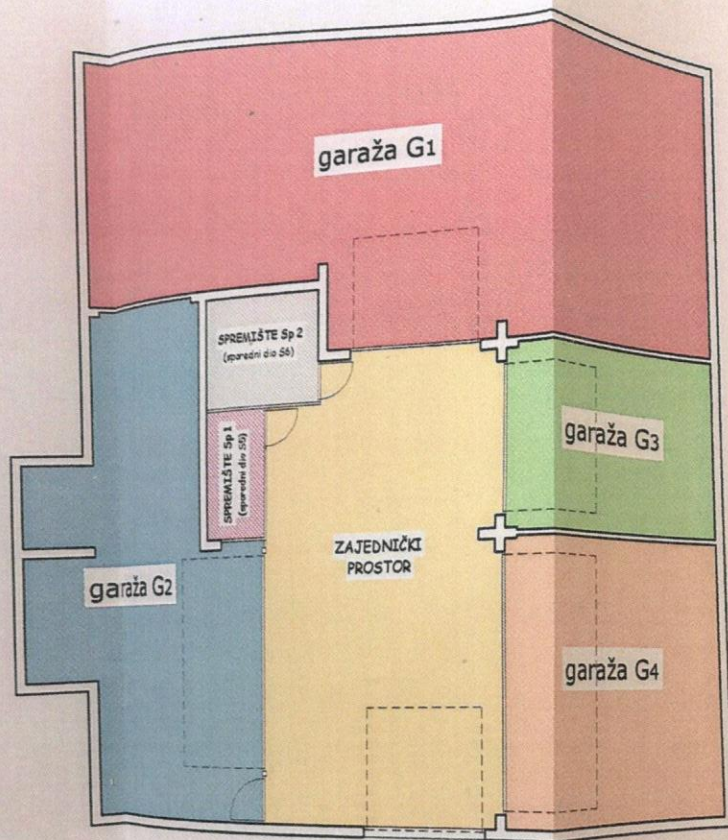 garaža G1
SPREMIŠTE Sp 2
(sporedni dio S6)
SPREMIŠTE Sp 1
(sporedni dio S5)
garaža G3
ZAJEDNIČKI
PROSTOR
garaža G2
garaža G4